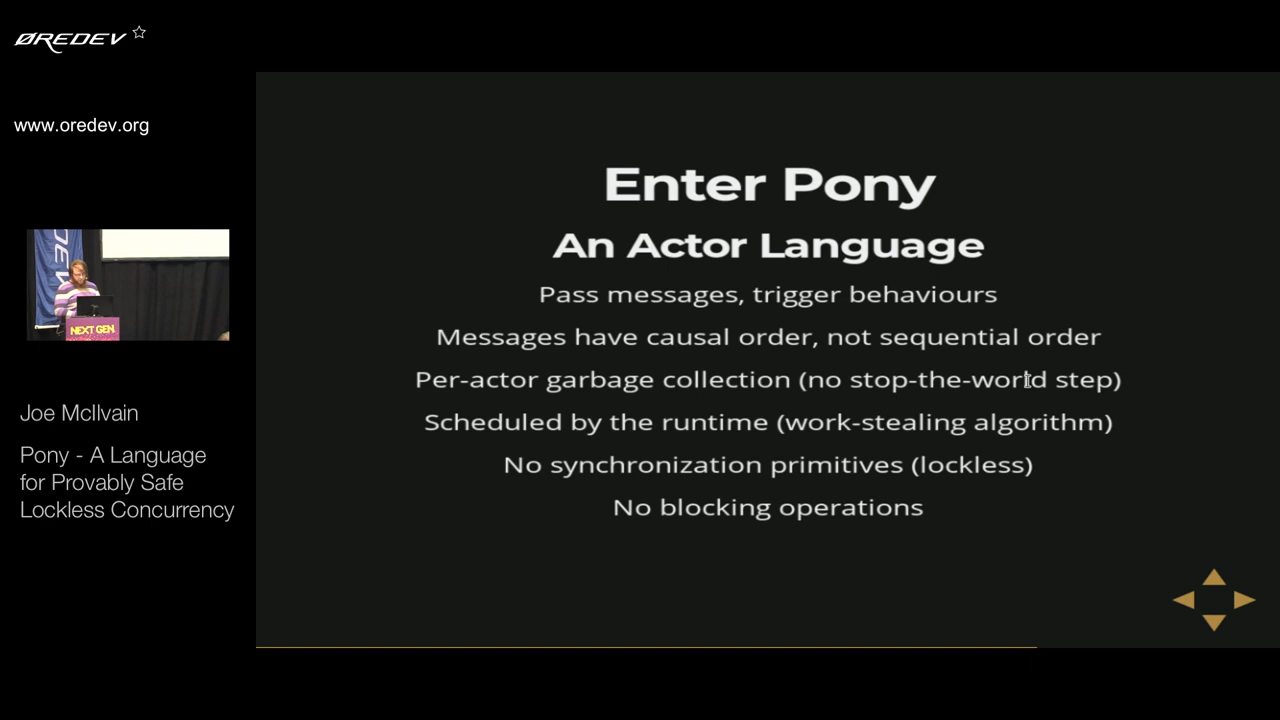 ØREDEV
www.oredev.org
NEXT GEN.
Joe McIlvain
Pony - A Language
for Provably Safe
Lockless Concurrency
Enter Pony
An Actor Language
Pass messages, trigger behaviours
Messages have causal order, not sequential order
Per-actor garbage collection (no stop-the-world step)
Scheduled by the runtime (work-stealing algorithm)
No synchronization primitives (lockless)
No blocking operations